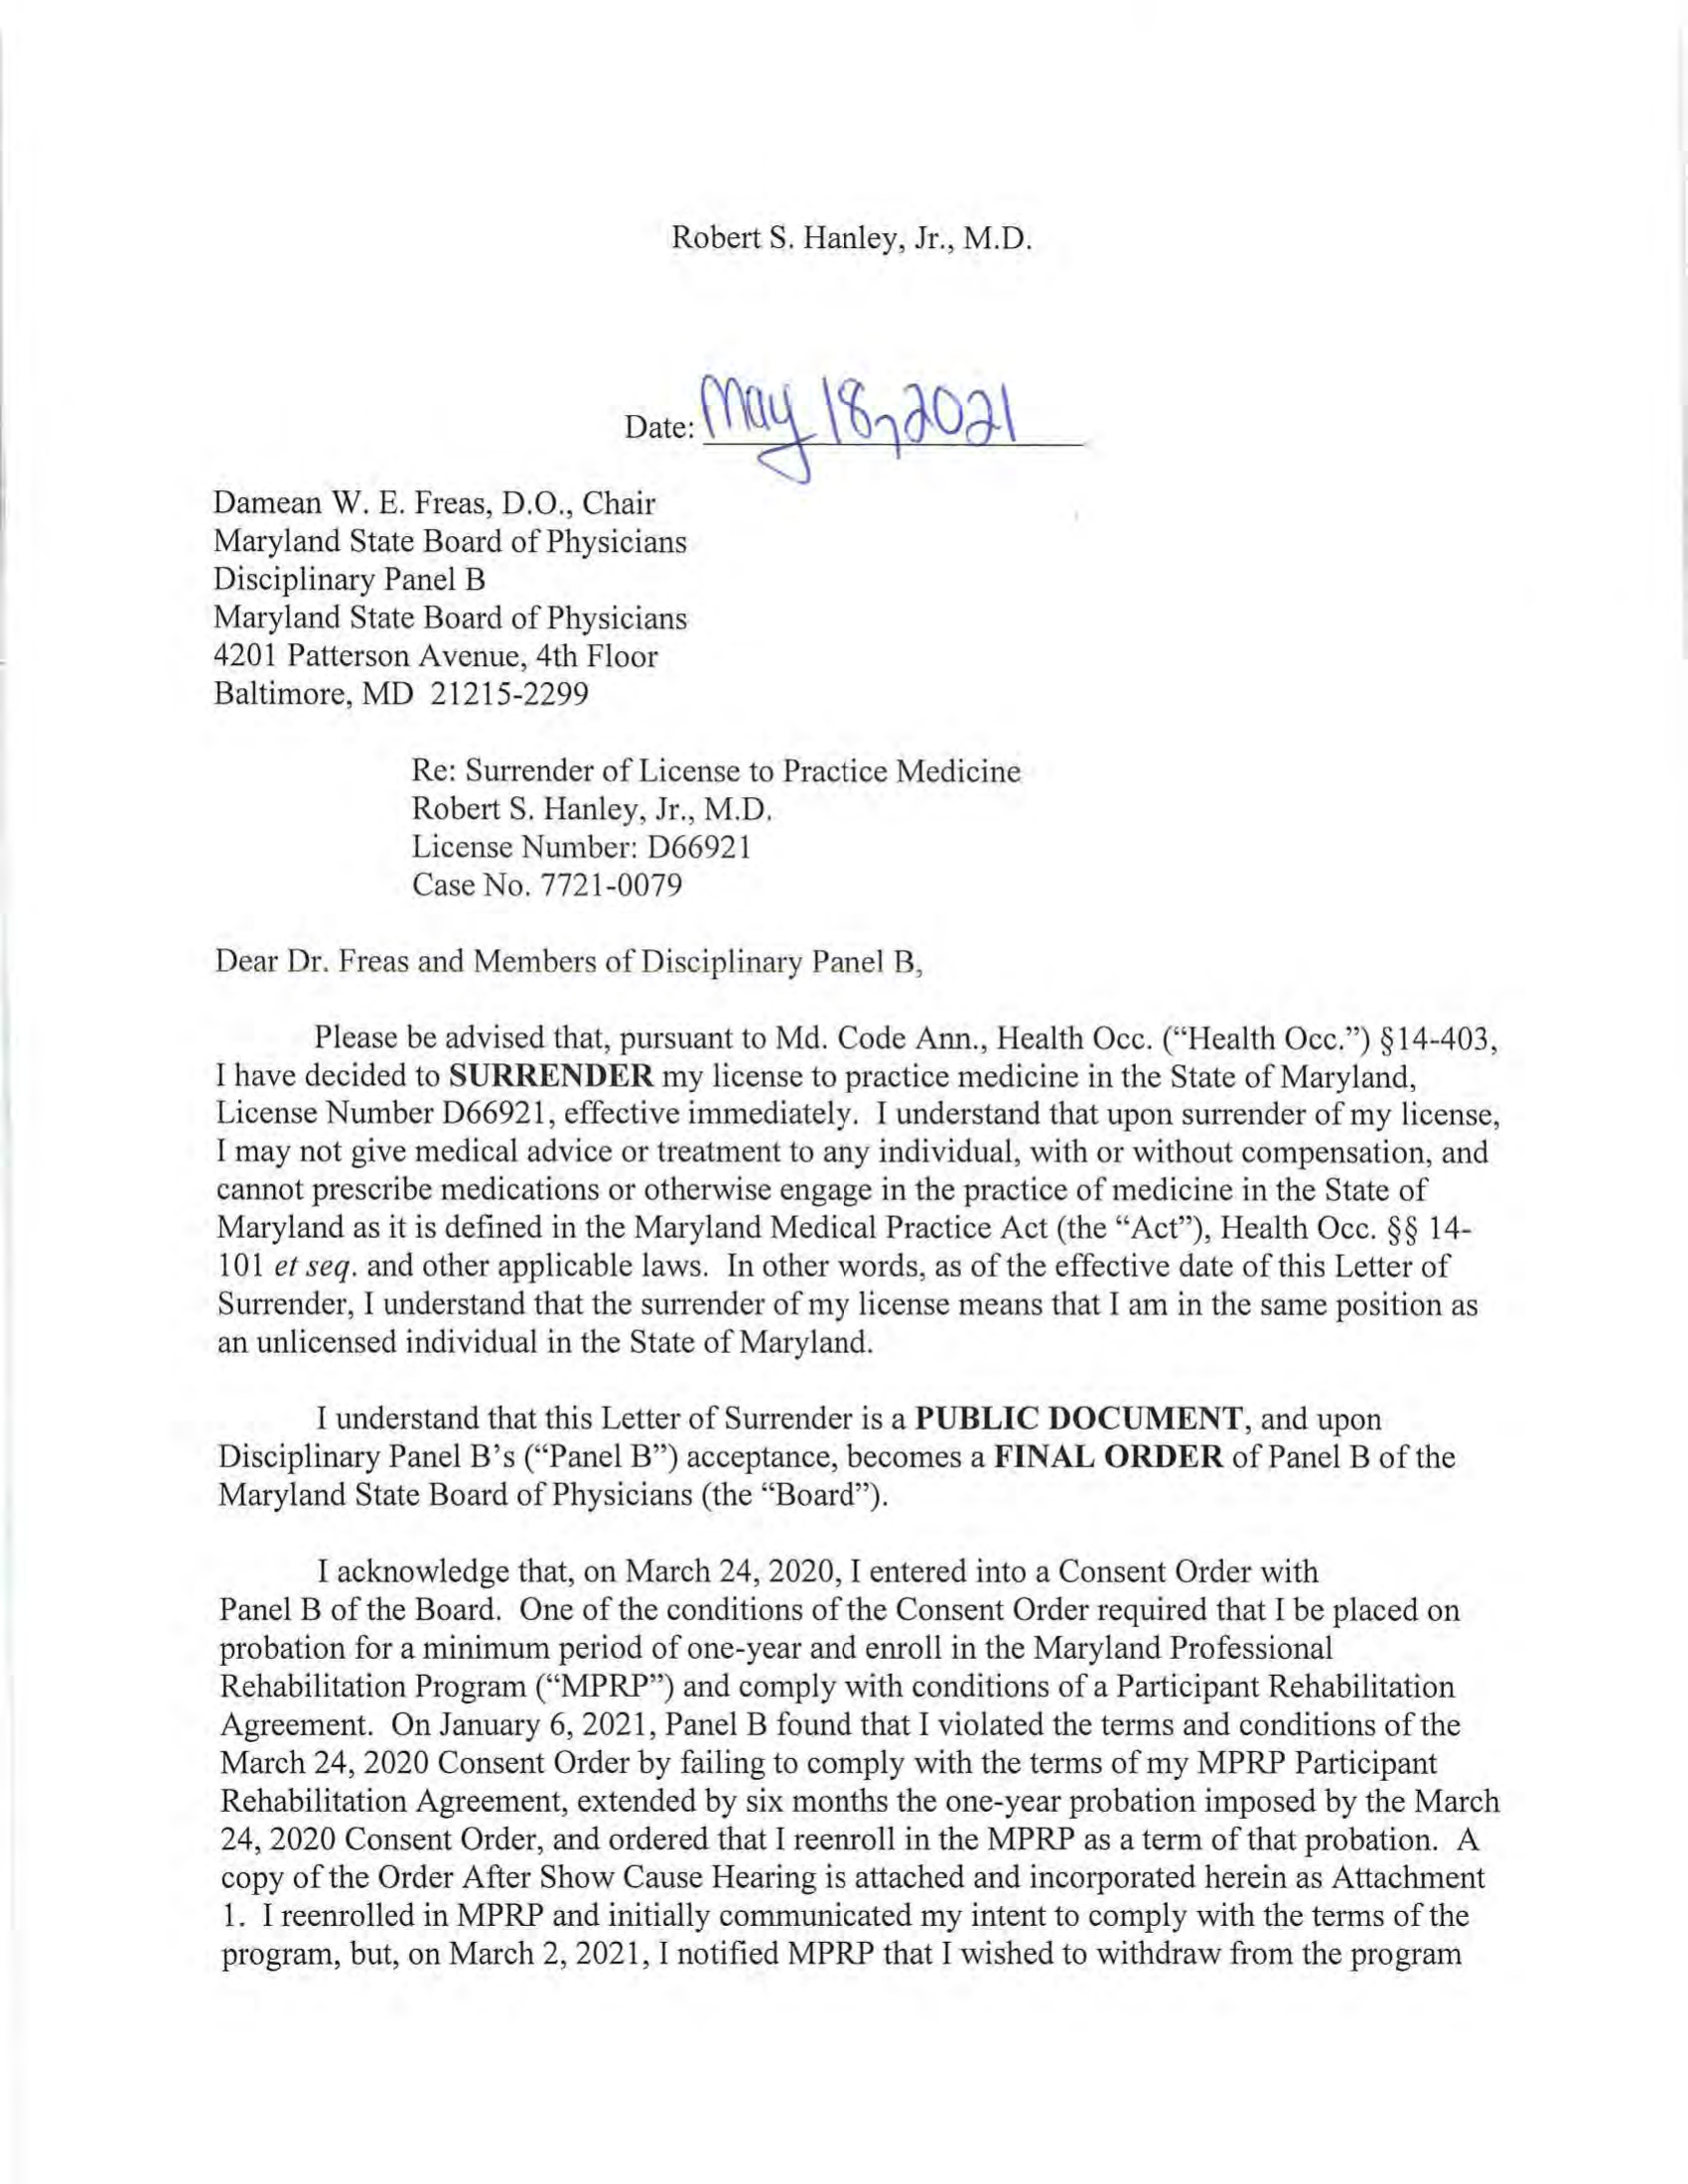 Robert S. Hanley, Jr., M.D.
Date: May 18, 2021
Damean W. E. Freas, D.O., Chair
Maryland State Board of Physicians
Disciplinary Panel B
Maryland State Board of Physicians
4201 Patterson Avenue, 4th Floor
Baltimore, MD 21215-2299
Re: Surrender of License to Practice Medicine
Robert S. Hanley, Jr., M.D.
License Number: D66921
Case No. 7721-0079
Dear Dr. Freas and Members of Disciplinary Panel B,
Please be advised that, pursuant to Md. Code Ann., Health Occ. (“Health Occ.”) §14-403,
I have decided to SURRENDER my license to practice medicine in the State of Maryland,
License Number D66921, effective immediately. I understand that upon surrender of my license,
I may not give medical advice or treatment to any individual, with or without compensation, and
cannot prescribe medications or otherwise engage in the practice of medicine in the State of
Maryland as it is defined in the Maryland Medical Practice Act (the “Act”), Health Occ. §§ 14-
101 et seq. and other applicable laws. In other words, as of the effective date of this Letter of
Surrender, I understand that the surrender of my license means that I am in the same position as
an unlicensed individual in the State of Maryland.
I understand that this Letter of Surrender is a PUBLIC DOCUMENT, and upon
Disciplinary Panel B’s (“Panel B”) acceptance, becomes a FINAL ORDER of Panel B of the
Maryland State Board of Physicians (the “Board”).
I acknowledge that, on March 24, 2020, I entered into a Consent Order with
Panel B of the Board. One of the conditions of the Consent Order required that I be placed on
probation for a minimum period of one-year and enroll in the Maryland Professional
Rehabilitation Program (“MPRP”) and comply with conditions of a Participant Rehabilitation
Agreement. On January 6, 2021, Panel B found that I violated the terms and conditions of the
March 24, 2020 Consent Order by failing to comply with the terms of my MPRP Participant
Rehabilitation Agreement, extended by six months the one-year probation imposed by the March
24, 2020 Consent Order, and ordered that I reenroll in the MPRP as a term of that probation. A
copy of the Order After Show Cause Hearing is attached and incorporated herein as Attachment
1. I reenrolled in MPRP and initially communicated my intent to comply with the terms of the
program, but, on March 2, 2021, I notified MPRP that I wished to withdraw from the program